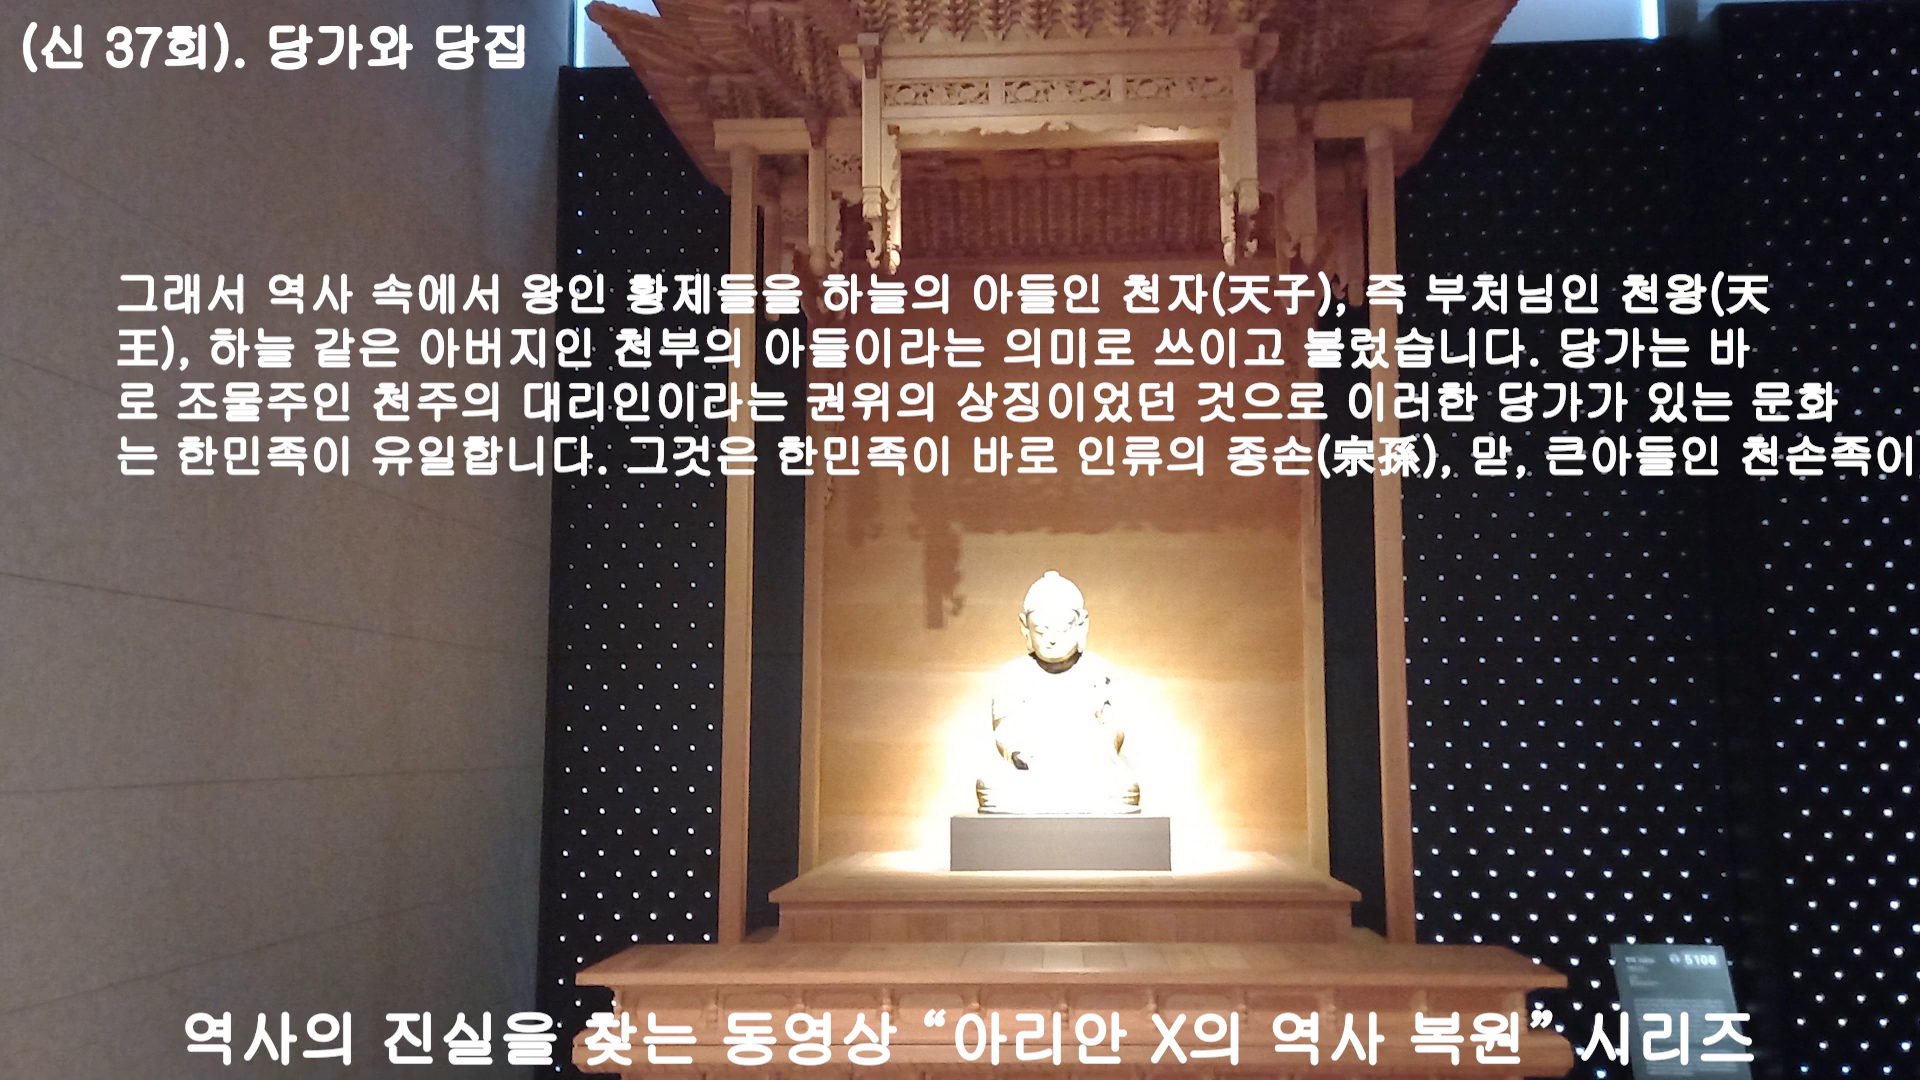 (신 37회). 당가와 당집
그래서 역사 속에서 왕인 황제들을 하늘의 아들인 천자(天子), 즉 부처님인 천왕(天
王), 하늘 같은 아버지인 천부의 아들이라는 의미로 쓰이고 불렀습니다. 당가는 바
로 조물주인 천주의 대리인이라는 권위의 상징이었던 것으로 이러한 당가가 있는 문화
는 한민족이 유일합니다. 그것은 한민족이 바로 인류의 종손(宗孫), 맏, 큰아들인 천손족이
5108
역사의 진실을 찾는 동영상 “아리안 X의 역사 복원” 시리즈